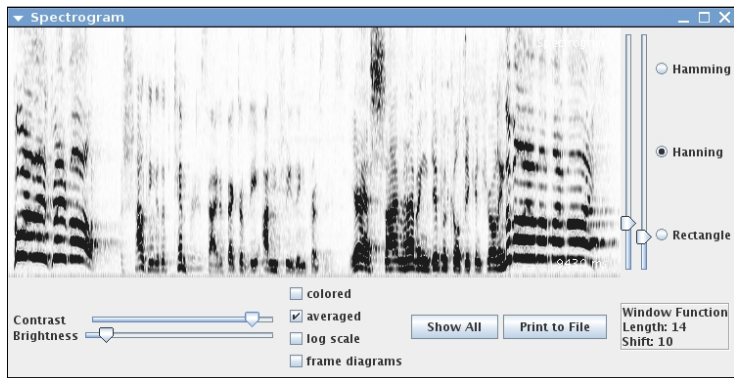 Spectrogram
Hamming
Hanning
Rectangle
colored
averaged
log scale
frame diagrams
Contrast
Brightness
Show All
Print to File
Window Function
Length: 14
Shift: 10